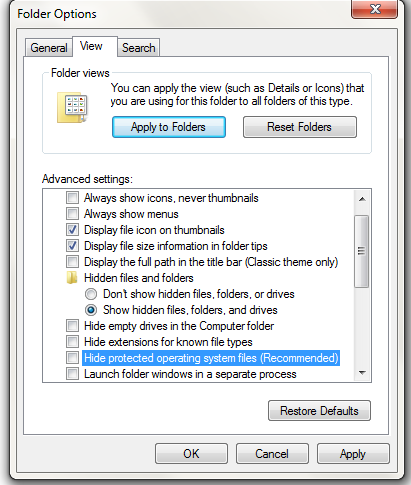 Folder Options
General View Search
Folder views
You can apply the view (such as Details or Icons) that
you are using for this folder to all folders of this type.
Apply to Folders Reset Folders
Advanced settings:
Always show icons, never thumbnails
Always show menus
Display file icon on thumbnails
Display file size information in folder tips
Display the full path in the title bar (Classic theme only)
Hidden files and folders
Don't show hidden files, folders, or drives
Show hidden files, folders, and drives
Hide empty drives in the Computer folder
Hide extensions for known file types
Hide protected operating system files (Recommended)
Launch folder windows in a separate process
Restore Defaults
OK Cancel Apply